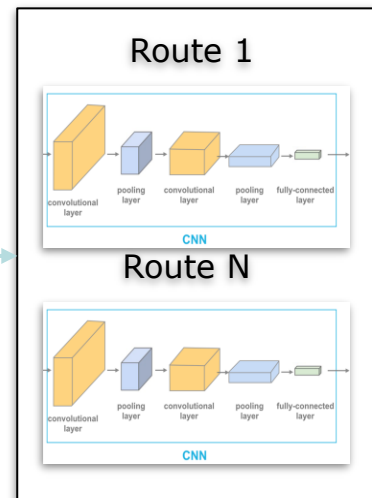 Route 1
convolutional
layer
pooling
layer
convolutional
layer
pooling
layer
fully-connected
layer
CNN
Route N
convolutional
layer
pooling
layer
convolutional
layer
pooling
layer
fully-connected
layer
CNN